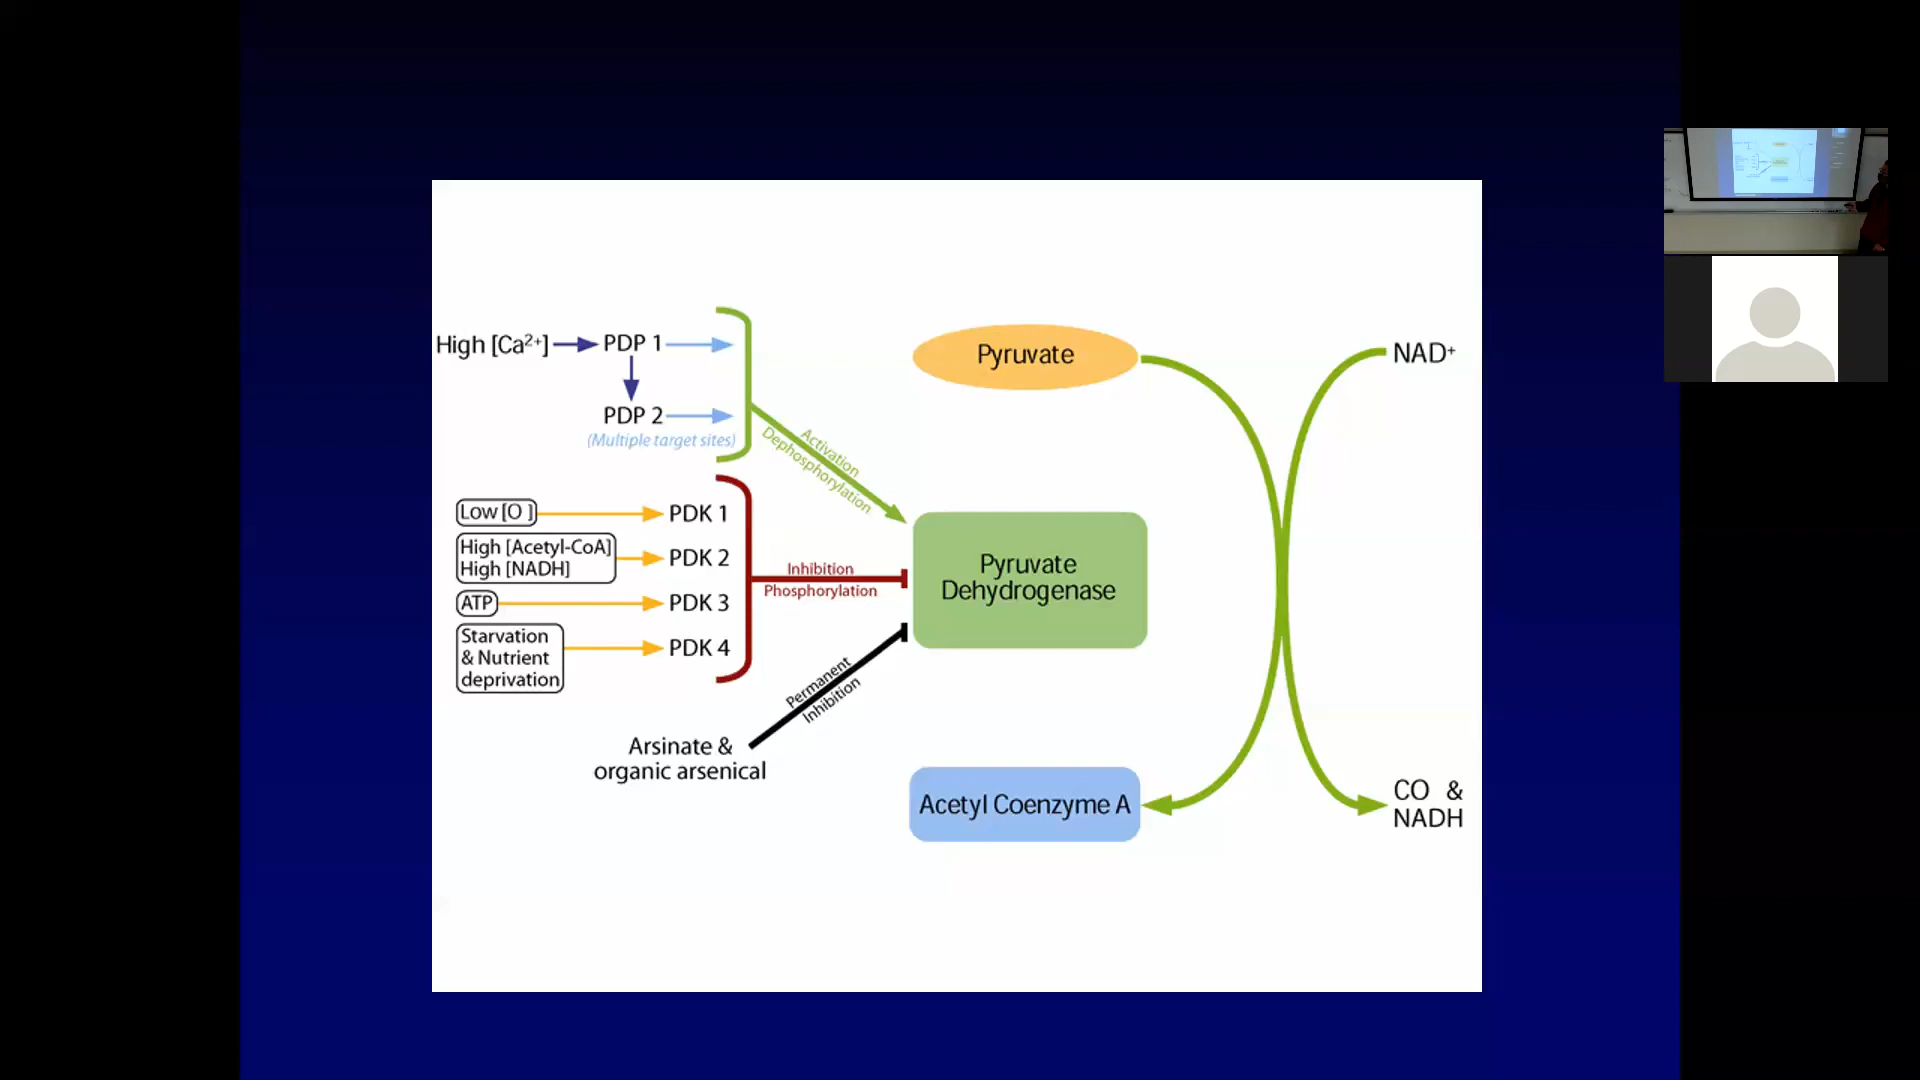 High [Ca²⁺]
PDP 1
PDP 2
(Multiple target sites)
Activation
Dephosphorylation
Low [O ]
PDK 1
High [Acetyl-CoA]
High [NADH]
PDK 2
ATP
PDK 3
Starvation
& Nutrient
deprivation
PDK 4
Inhibition
Phosphorylation
Permanent
Inhibition
Arsinate &
organic arsenical
Pyruvate
NAD⁺
Pyruvate
Dehydrogenase
Acetyl Coenzyme A
CO &
NADH